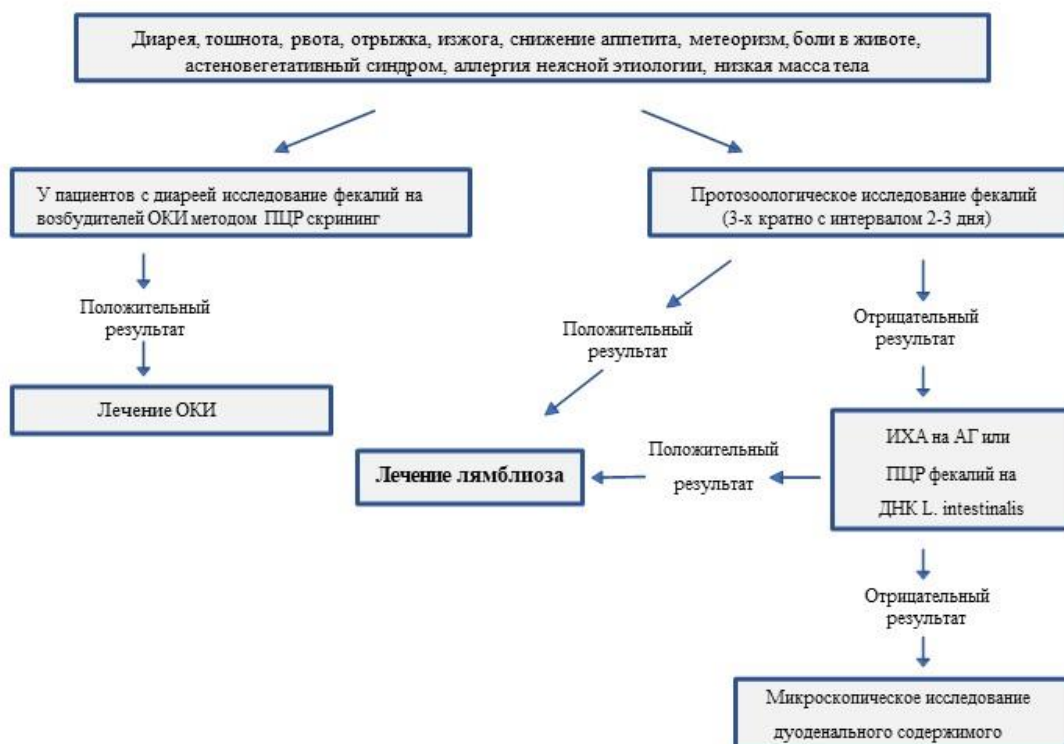 Диарея, тошнота, рвота, отрыжка, изжога, снижение аппетита, метеоризм, боли в животе,
астеновегетативный синдром, аллергия неясной этиологии, низкая масса тела
У пациентов с диареей исследование фекалий на
возбудителей ОКИ методом ПЦР скрининг
Протозоологическое исследование фекалий
(3-х кратно с интервалом 2-3 дня)
Положительный
результат
Положительный
результат
Отрицательный
результат
Лечение ОКИ
Лечение лямблиоза
Положительный
результат
ИХА на АГ или
ПЦР фекалий на
ДНК L. intestinalis
Отрицательный
результат
Микроскопическое исследование
дуоденального содержимого